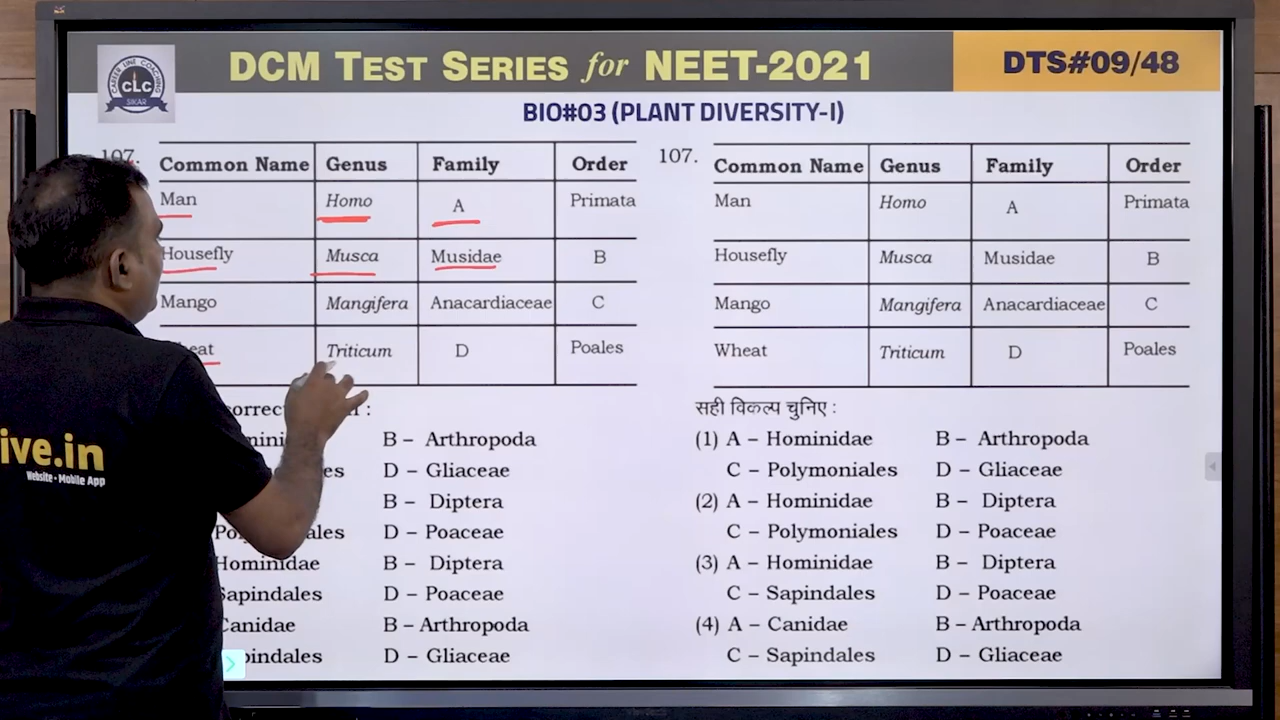 DCM TEST SERIES for NEET-2021
DTS#09/48
CAREER LINE COACHING
CLC
SIKAR
BIO#03 (PLANT DIVERSITY-I)
107.
Common Name Genus Family Order
Man Homo A Primata
Housefly Musca Musidae B
Mango Mangifera Anacardiaceae C
Triticum D Poales
B – Arthropoda
D – Gliaceae
B – Diptera
D – Poaceae
Hominidae B – Diptera
Sapindales D – Poaceae
Canidae B – Arthropoda
D – Gliaceae
107.
Common Name Genus Family Order
Man Homo A Primata
Housefly Musca Musidae B
Mango Mangifera Anacardiaceae C
Wheat Triticum D Poales
सही विकल्प चुनिए :
(1) A – Hominidae B – Arthropoda
C – Polymoniales D – Gliaceae
(2) A – Hominidae B – Diptera
C – Polymoniales D – Poaceae
(3) A – Hominidae B – Diptera
C – Sapindales D – Poaceae
(4) A – Canidae B – Arthropoda
C – Sapindales D – Gliaceae
ive.in
Website • Mobile App